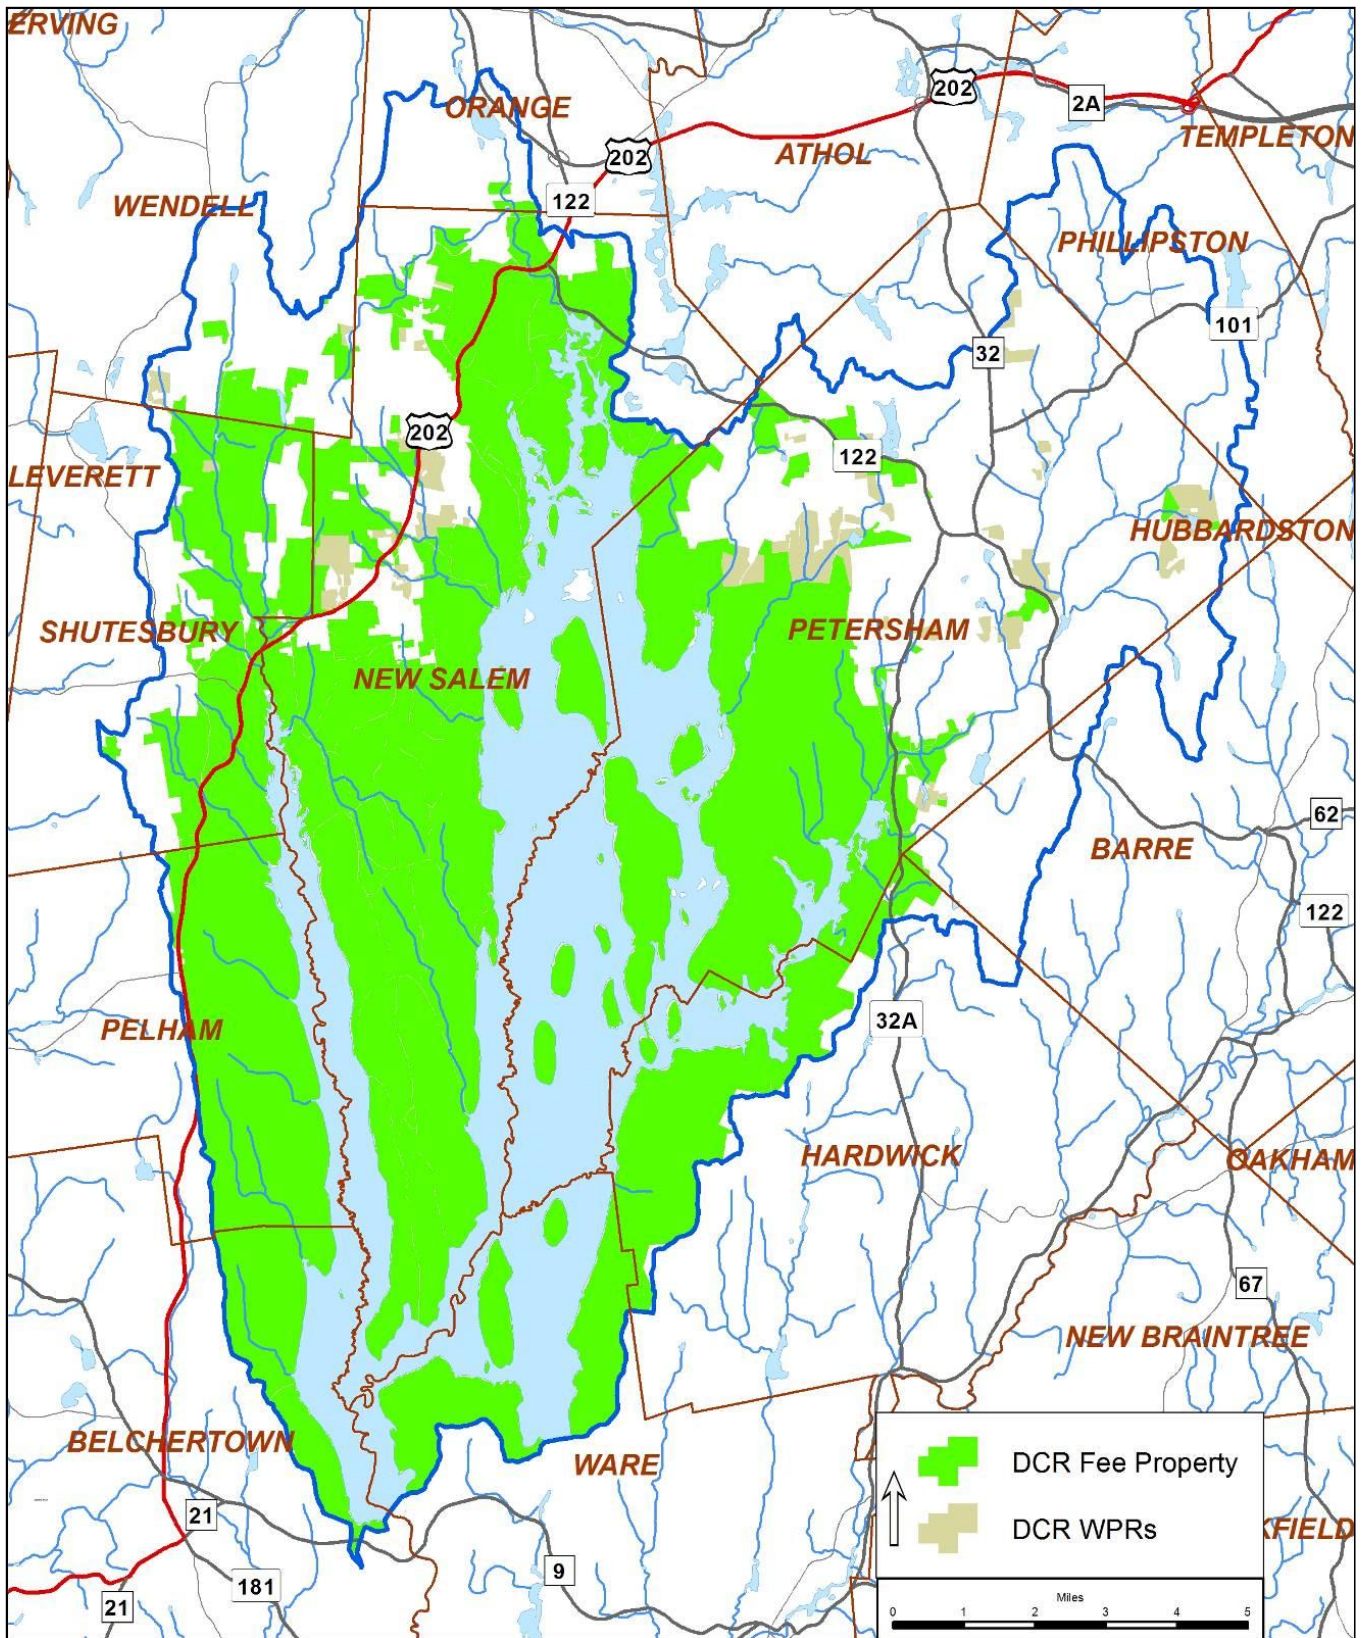 ERVING
ORANGE
202
2A
202
ATHOL
TEMPLETON
WENDELL
122
PHILLIPSTON
101
32
202
122
LEVERETT
HUBBARDSTON
SHUTESBURY
PETERSHAM
NEW SALEM
62
BARRE
122
PELHAM
32A
HARDWICK
OAKHAM
67
NEW BRAINTREE
BELCHERTOWN
WARE
DCR Fee Property
21
DCR WPRs
KFIELD
9
181
21
Miles
0 1 2 3 4 5